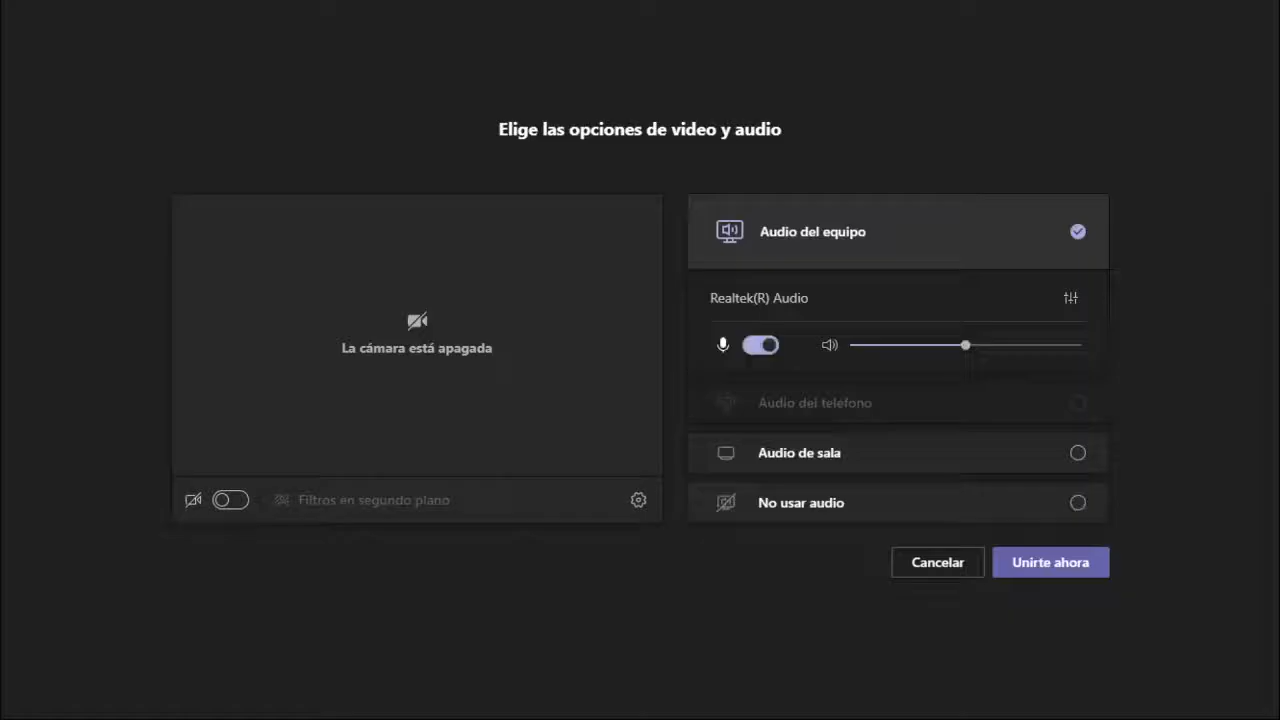 Elige las opciones de video y audio
La cámara está apagada
Filtros en segundo plano
Audio del equipo
Realtek(R) Audio
Audio del teléfono
Audio de sala
No usar audio
Cancelar
Unirte ahora